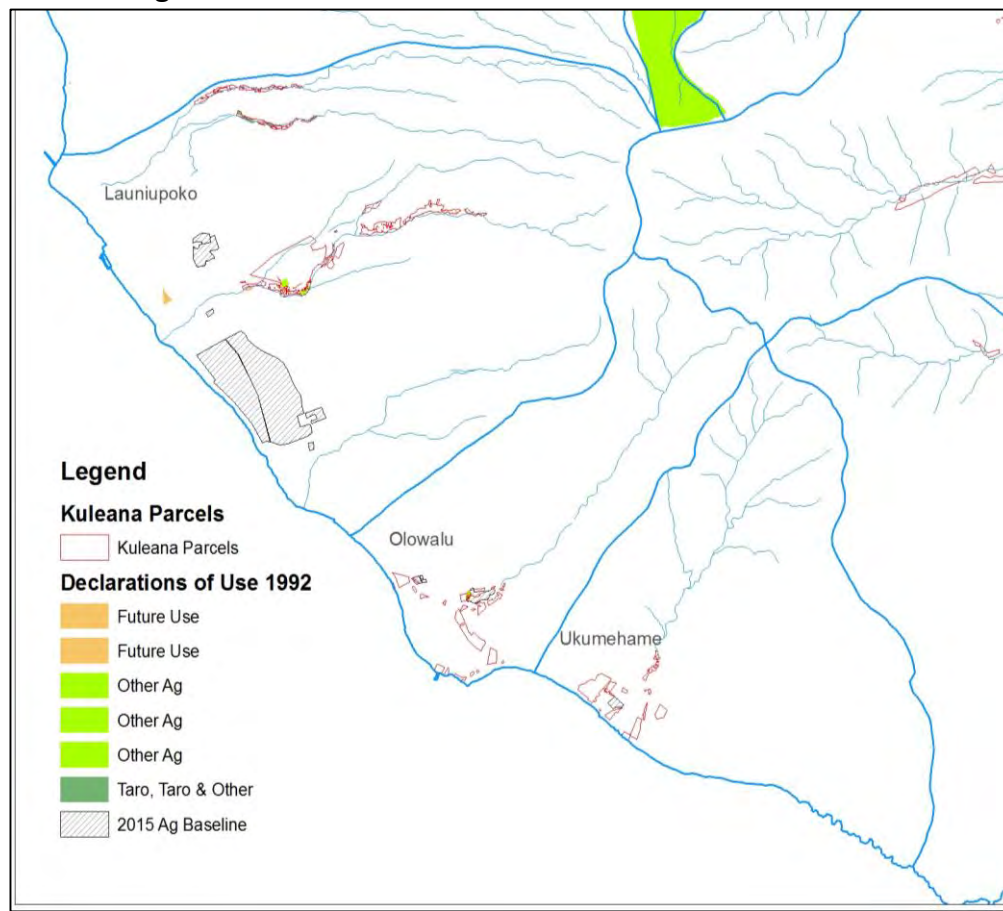 Launiupoko
Olowalu
Ukumehame
Legend
Kuleana Parcels
Kuleana Parcels
Declarations of Use 1992
Future Use
Future Use
Other Ag
Other Ag
Other Ag
Taro, Taro & Other
2015 Ag Baseline